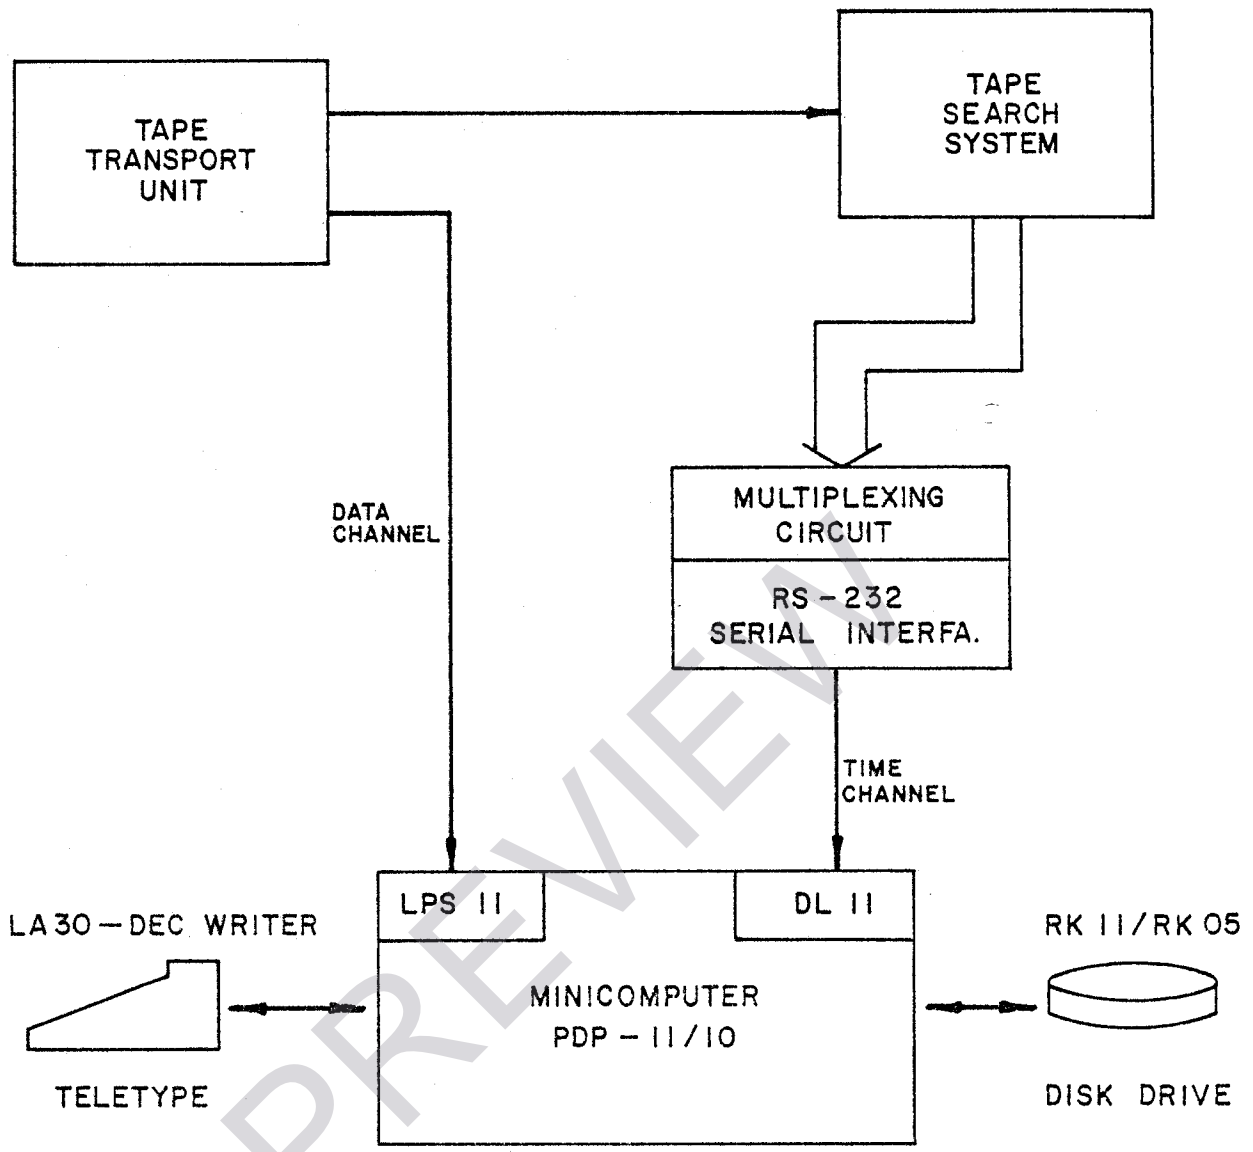 TAPE
TRANSPORT
UNIT
TAPE
SEARCH
SYSTEM
DATA
CHANNEL
MULTIPLEXING
CIRCUIT
RS-232
SERIAL INTERFA.
TIME
CHANNEL
LPS 11
DL 11
LA30-DEC WRITER
RK 11/RK 05
MINICOMPUTER
PDP-11/10
TELETYPE
DISK DRIVE
PREVIEW